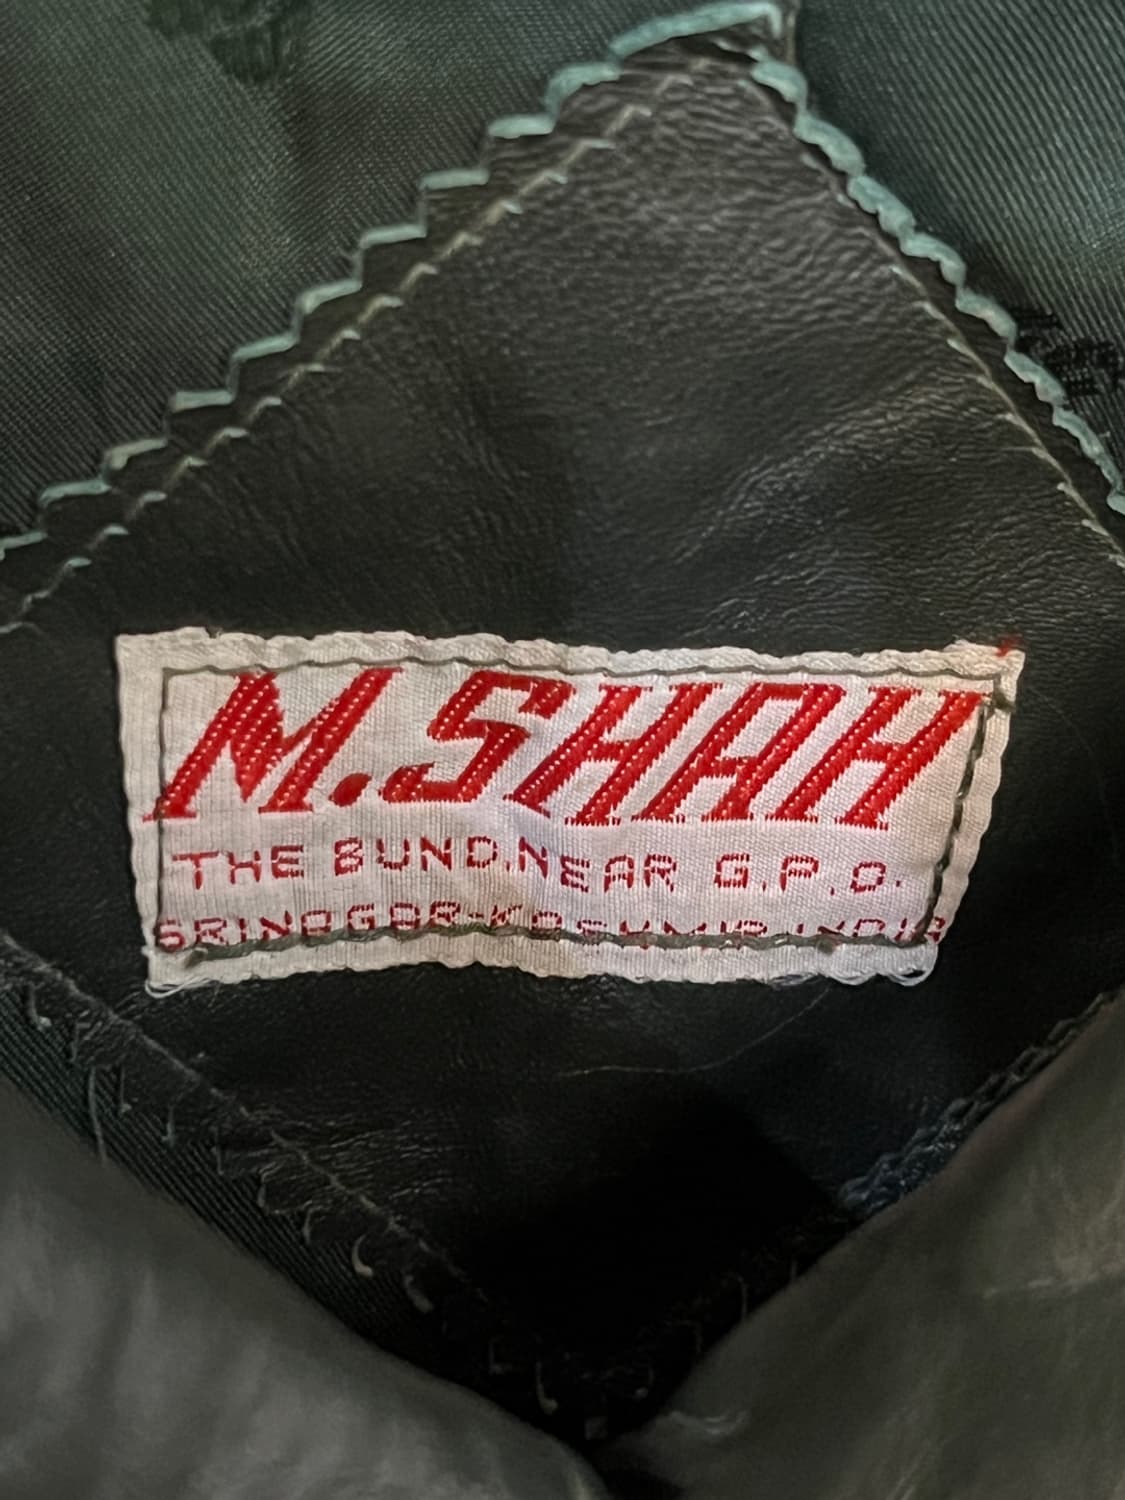 M.SHAH
THE BUND,NEAR G.P.O.
SRINAGAR-KASHMIR.INDIA